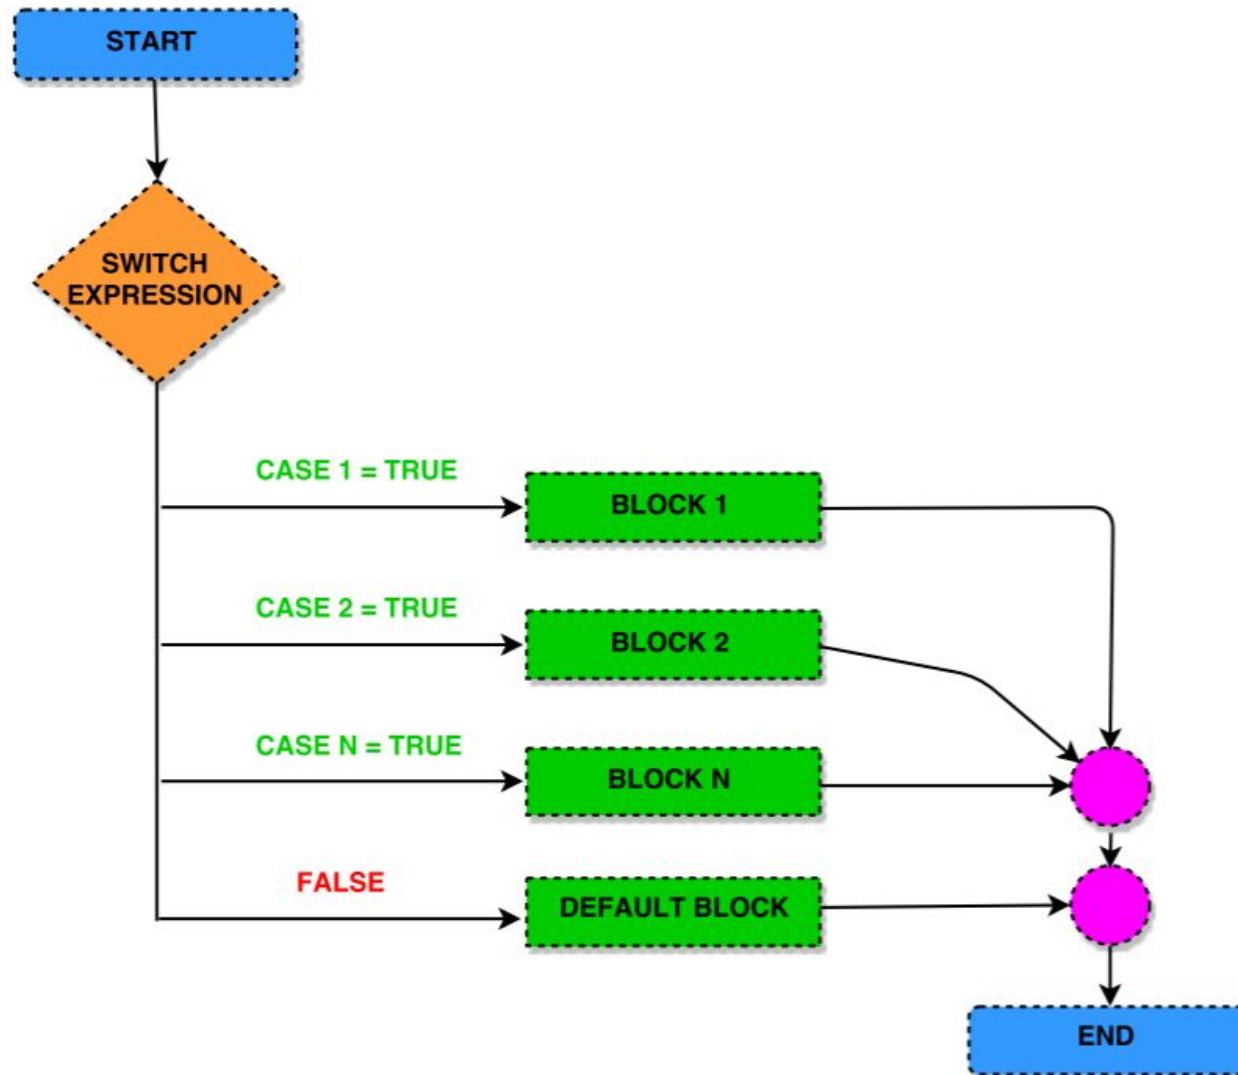 START
SWITCH
EXPRESSION
CASE 1 = TRUE
BLOCK 1
CASE 2 = TRUE
BLOCK 2
CASE N = TRUE
BLOCK N
FALSE
DEFAULT BLOCK
END